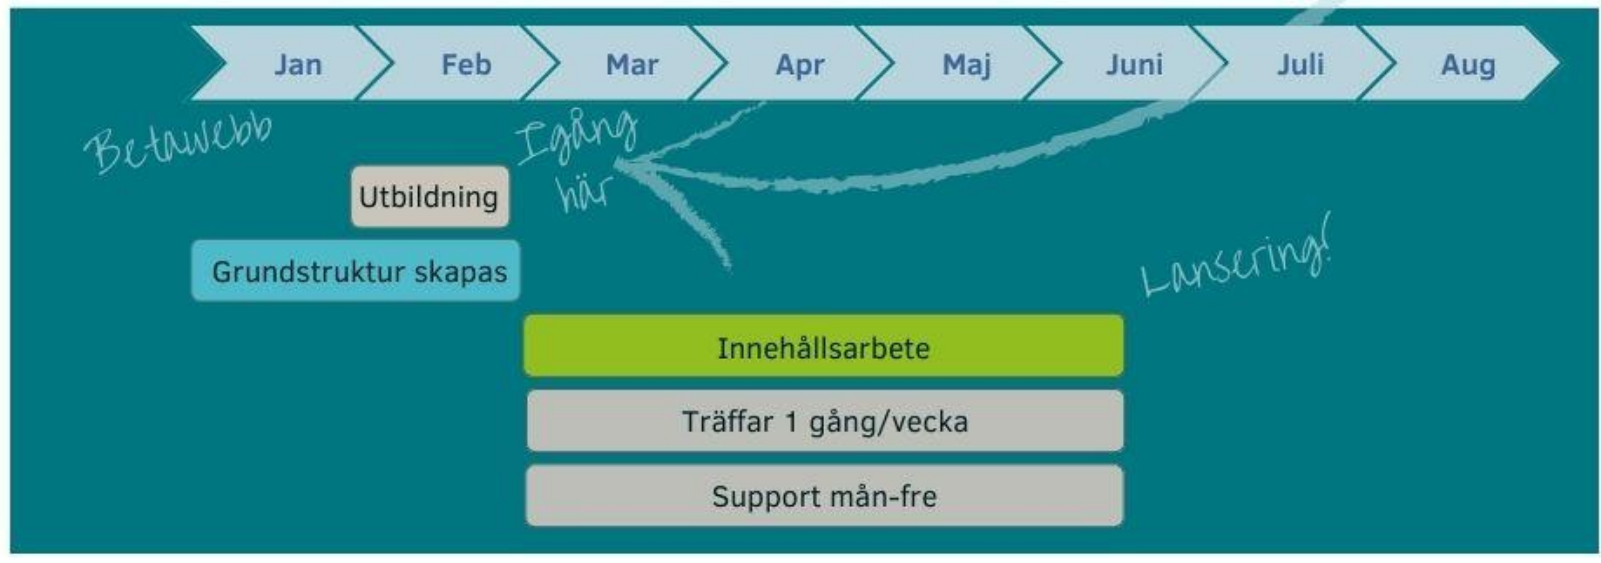 Jan Feb Mar Apr Maj Juni Juli Aug
Betawebb
Igång
här
Utbildning
Grundstruktur skapas
Lansering!
Innehållsarbete
Träffar 1 gång/vecka
Support mån-fre